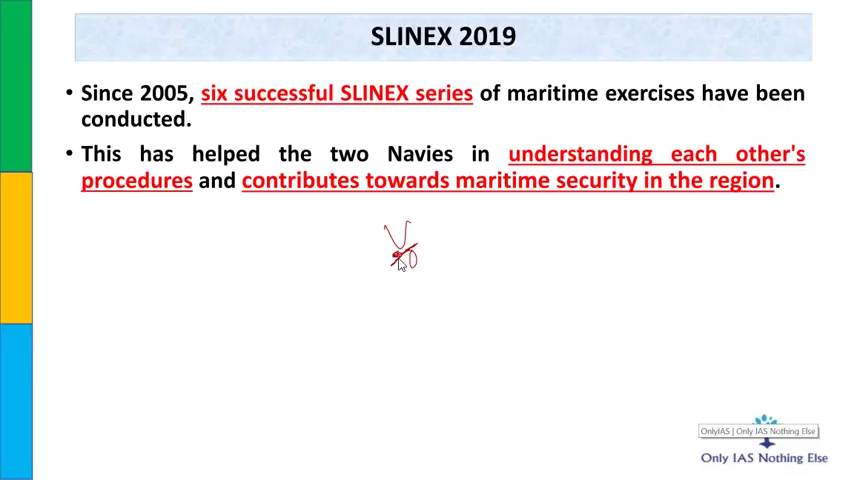 SLINEX 2019
• Since 2005, six successful SLINEX series of maritime exercises have been
conducted.
• This has helped the two Navies in understanding each other's
procedures and contributes towards maritime security in the region.
OnlyIAS | Only IAS Nothing Else
Only IAS Nothing Else